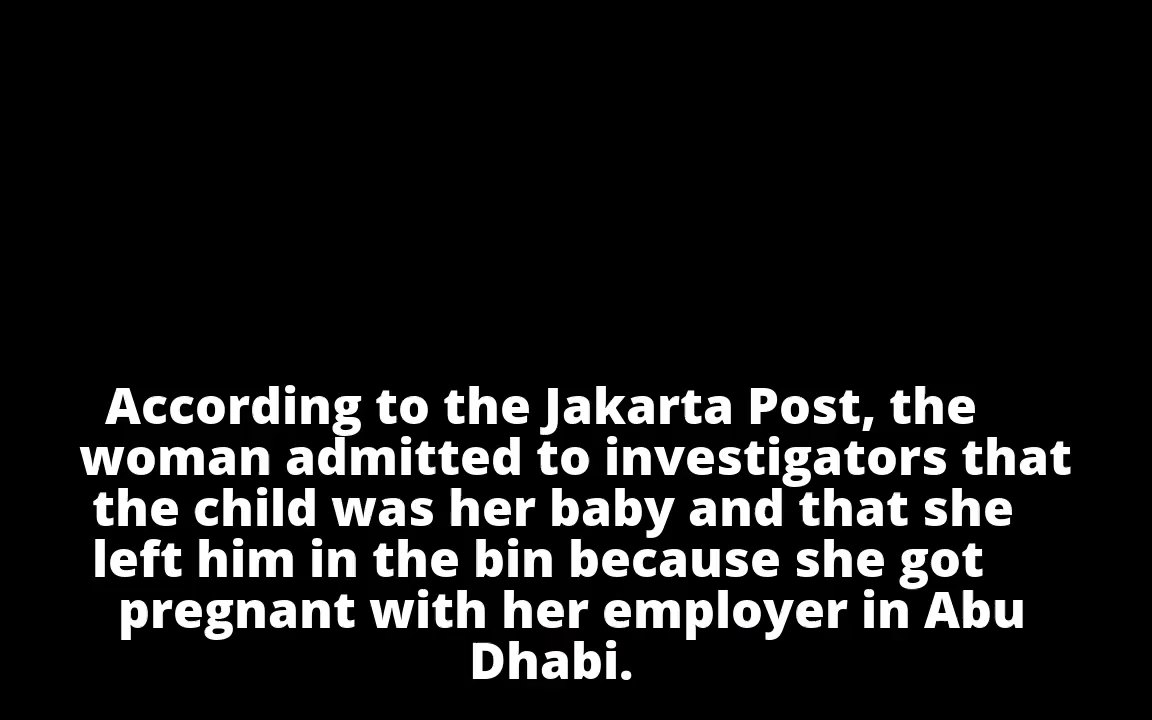 According to the Jakarta Post, the
woman admitted to investigators that
the child was her baby and that she
left him in the bin because she got
pregnant with her employer in Abu
Dhabi.